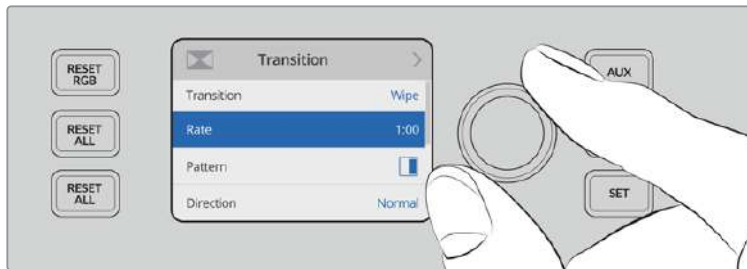 RESET
RGB
RESET
ALL
RESET
ALL
Transition
Transition Wipe
Rate 1:00
Pattern
Direction Normal
AUX
SET